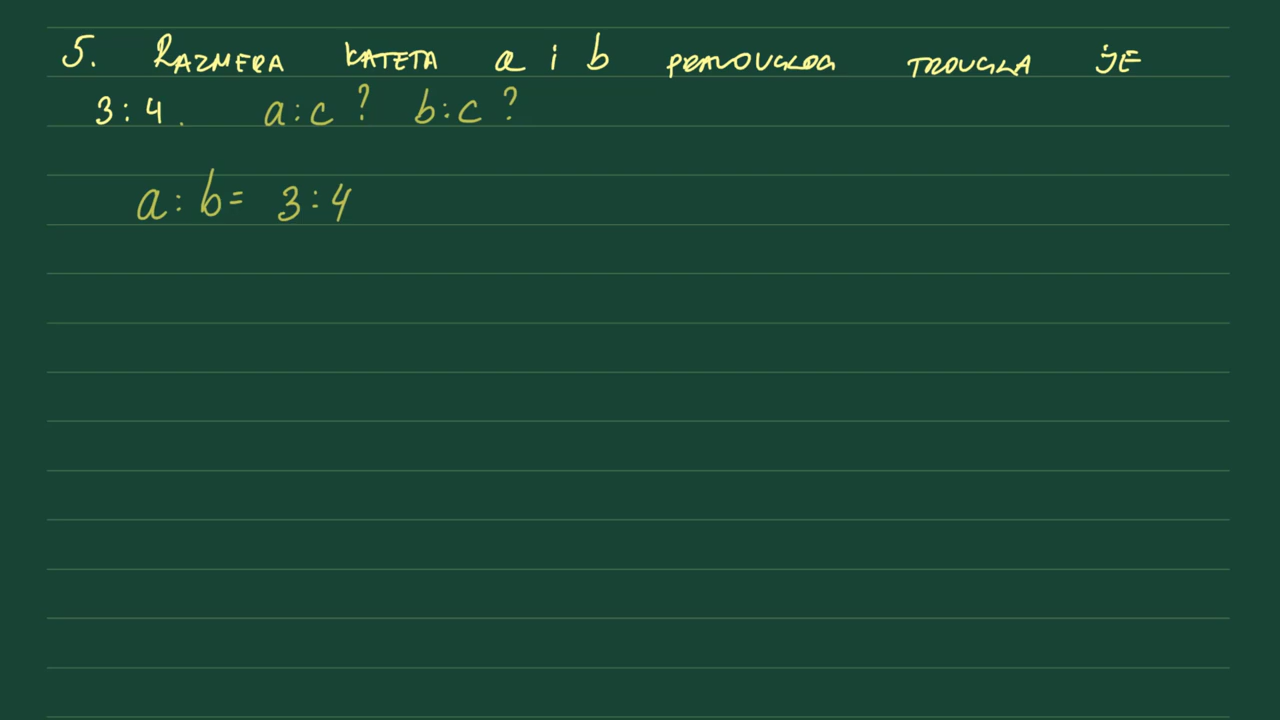 5. RAZMERA KATETA a i b PRAVOUGLOG TROUGLA JE
3:4. a:c? b:c?
a:b= 3:4